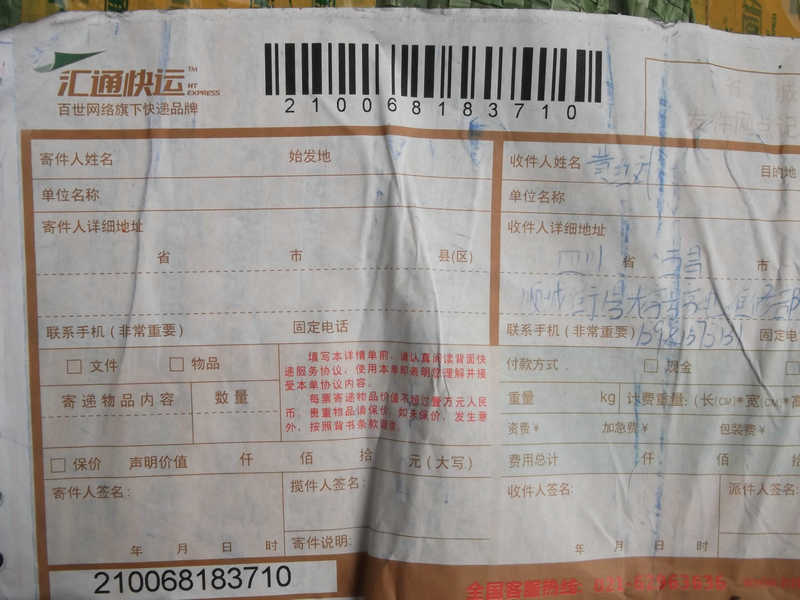 汇通快运™
HT EXPRESS
百世网络旗下快递品牌
210068183710
寄件人姓名 始发地
单位名称
寄件人详细地址
省 市 县(区)
联系手机(非常重要) 固定电话
文件 物品
填写本详情单前,请认真阅读背面快
递服务协议,使用本单即表明您理解并接
受本单协议内容。
每票寄递物品价值不超过壹万元人民
币,贵重物品请保价,如未保价,发生意
外,按照背书条款
寄递物品内容 数量
保价 声明价值 仟 佰 拾 元(大写)
寄件人签名: 揽件人签名:
年 月 日 时 寄件说明:
210068183710
收件人姓名 目的地
单位名称
收件人详细地址
四川 省 市
联系手机(非常重要) 固定电
付款方式 现金
重量 kg 计费重量:(长(CM)*宽(CM)*高
资费¥ 加急费¥ 包装费¥
费用总计 仟 佰 拾
收件人签名: 派件人签名:
年 月 日
全国客服热线: 021-62963636